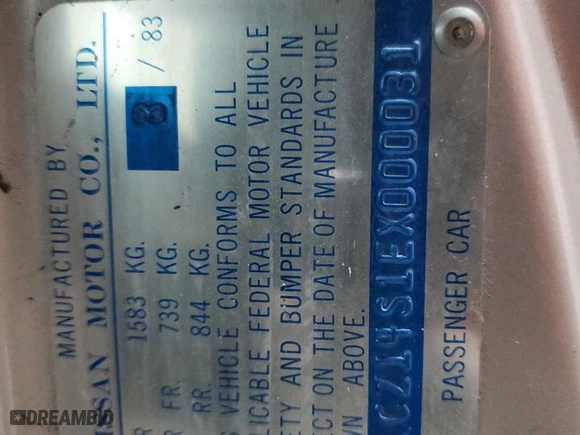 MANUFACTURED BY
ISSAN MOTOR CO., LTD.
8 / 83
R 1583 KG.
R FR. 739 KG.
RR. 844 KG.
S VEHICLE CONFORMS TO ALL
LICABLE FEDERAL MOTOR VEHICLE
ETY AND BUMPER STANDARDS IN
ECT ON THE DATE OF MANUFACTURE
WN ABOVE.
CZ14S1EX000031
PASSENGER CAR
DREAMBID